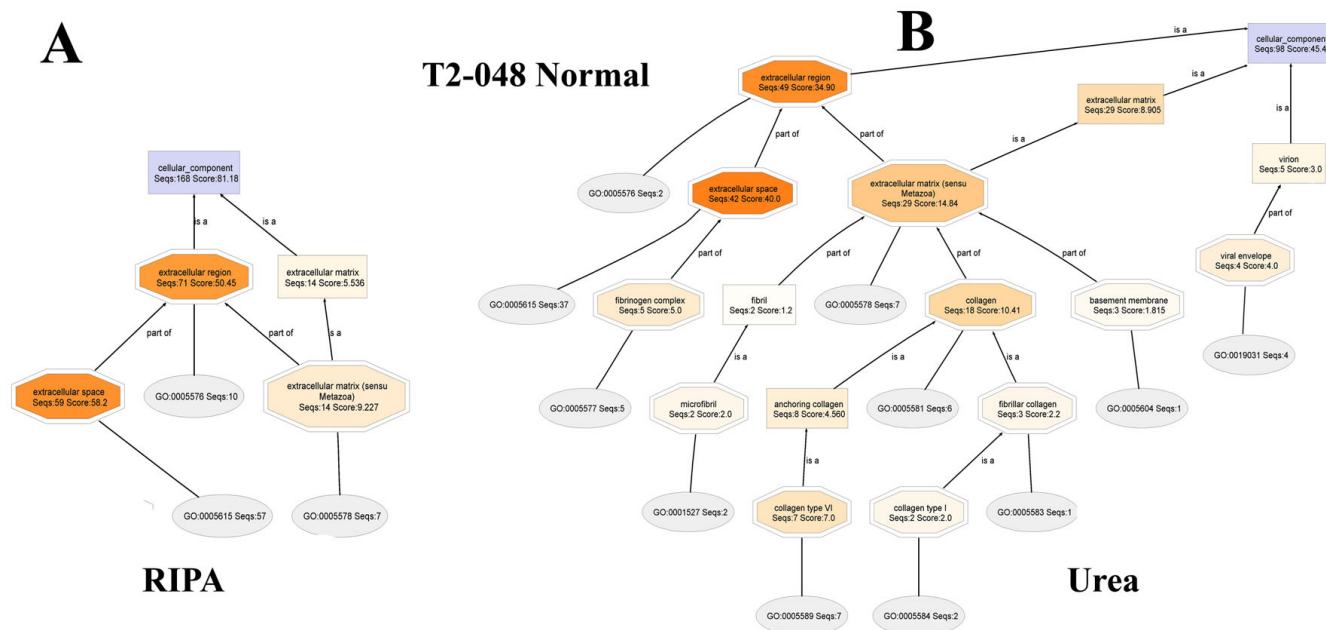 A
B
T2-048 Normal
cellular_component
Seqs:168 Score:81.18
is a
is a
extracellular region
Seqs:71 Score:50.45
extracellular matrix
Seqs:14 Score:5.536
part of
part of
is a
extracellular space
Seqs:59 Score:58.2
GO:0005576 Seqs:10
extracellular matrix (sensu
Metazoa)
Seqs:14 Score:9.227
GO:0005615 Seqs:57
GO:0005578 Seqs:7
RIPA
cellular_component
Seqs:98 Score:45.4
is a
extracellular region
Seqs:49 Score:34.90
is a
extracellular matrix
Seqs:29 Score:8.905
is a
part of
part of
is a
virion
Seqs:5 Score:3.0
GO:0005576 Seqs:2
extracellular space
Seqs:42 Score:40.0
extracellular matrix (sensu
Metazoa)
Seqs:29 Score:14.84
part of
part of
part of
part of
part of
viral envelope
Seqs:4 Score:4.0
GO:0005615 Seqs:37
fibrinogen complex
Seqs:5 Score:5.0
fibril
Seqs:2 Score:1.2
GO:0005578 Seqs:7
collagen
Seqs:18 Score:10.41
basement membrane
Seqs:3 Score:1.815
GO:0019031 Seqs:4
is a
is a
is a
GO:0005577 Seqs:5
microfibril
Seqs:2 Score:2.0
anchoring collagen
Seqs:8 Score:4.560
GO:0005581 Seqs:6
fibrillar collagen
Seqs:3 Score:2.2
GO:0005604 Seqs:1
is a
is a
GO:0001527 Seqs:2
collagen type VI
Seqs:7 Score:7.0
collagen type I
Seqs:2 Score:2.0
GO:0005583 Seqs:1
GO:0005589 Seqs:7
GO:0005584 Seqs:2
Urea